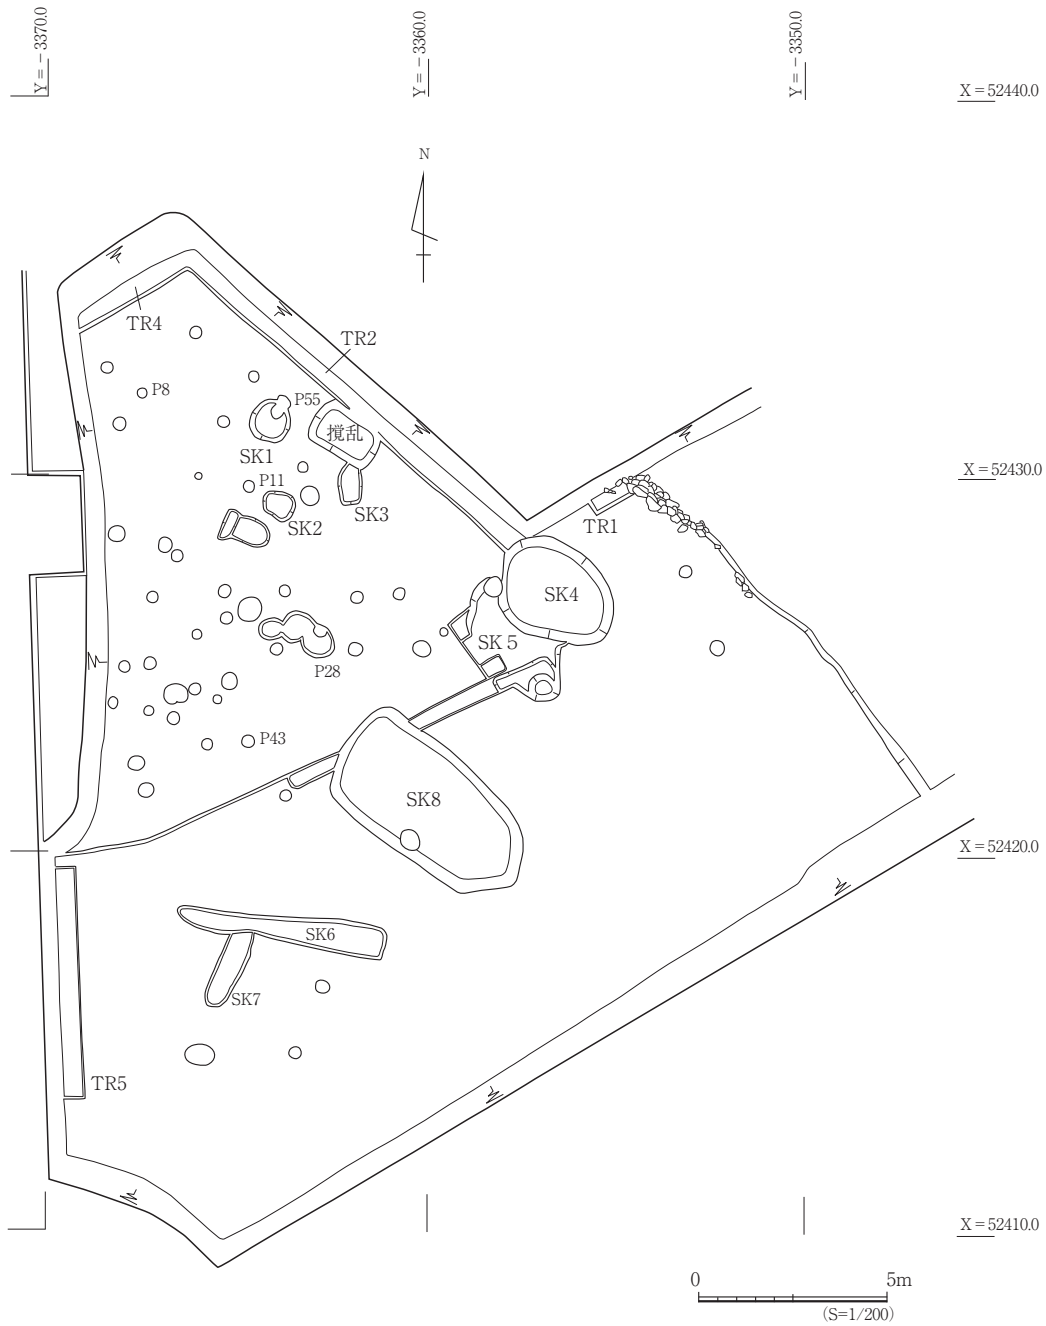 Y = −3370.0
Y = −3360.0
Y = −3350.0
X = 52440.0
N
TR4
TR2
P8
P55
撹乱
SK1
X = 52430.0
P11
SK3
SK2
TR1
SK4
SK 5
P28
P43
SK8
X = 52420.0
SK6
SK7
TR5
X = 52410.0
0 5m
(S=1/200)